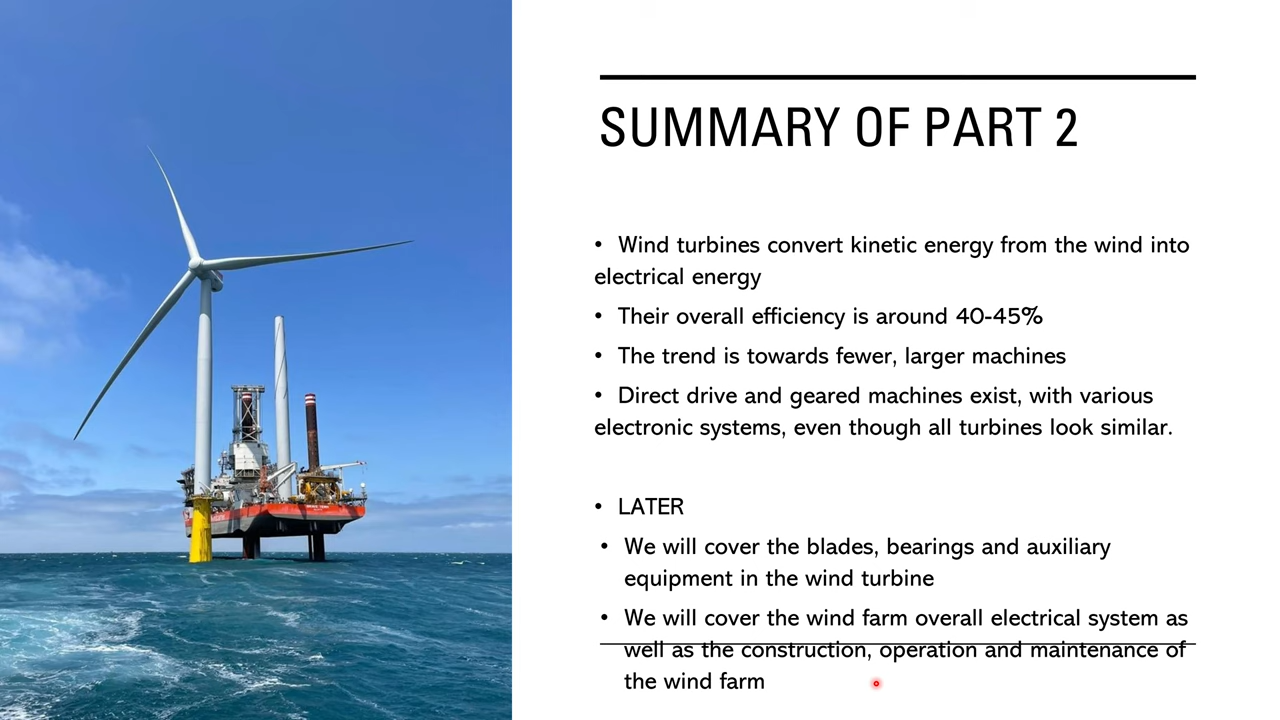 SUMMARY OF PART 2
• Wind turbines convert kinetic energy from the wind into
electrical energy
• Their overall efficiency is around 40-45%
• The trend is towards fewer, larger machines
• Direct drive and geared machines exist, with various
electronic systems, even though all turbines look similar.
• LATER
• We will cover the blades, bearings and auxiliary
equipment in the wind turbine
• We will cover the wind farm overall electrical system as
well as the construction, operation and maintenance of
the wind farm